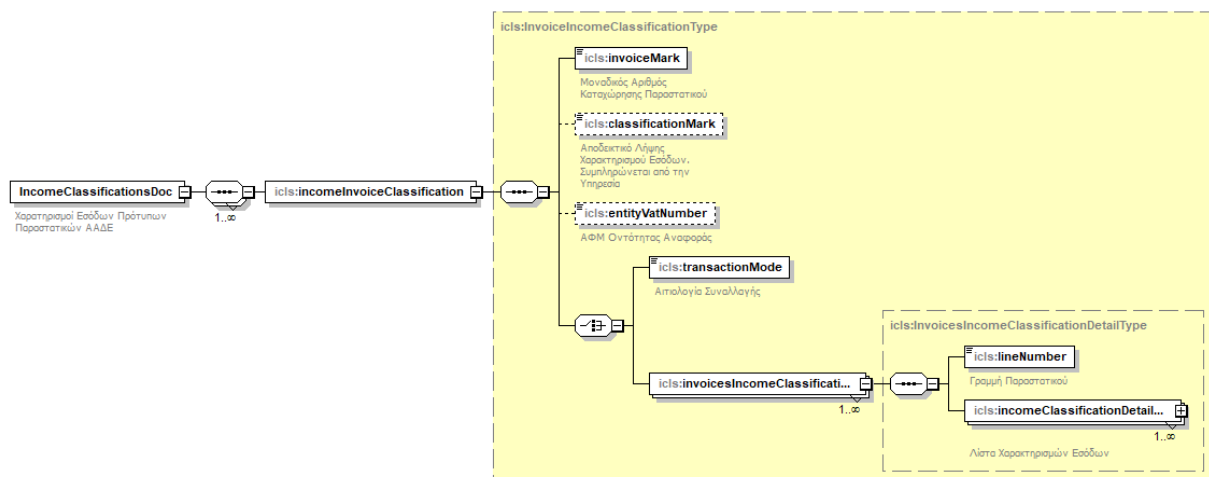 icls:InvoiceIncomeClassificationType
icls:invoiceMark
Μοναδικός Αριθμός
Καταχώρησης Παραστατικού
icls:classificationMark
Αποδεικτικό Λήψης
Χαρακτηρισμού Εσόδων.
Συμπληρώνεται από την
Υπηρεσία
IncomeClassificationsDoc
Χαρατηρισμοί Εσόδων Πρότυπων
Παραστατικών ΑΑΔΕ
1..∞
icls:incomeInvoiceClassification
icls:entityVatNumber
ΑΦΜ Οντότητας Αναφοράς
icls:transactionMode
Αιτιολογία Συναλλαγής
icls:invoicesIncomeClassificati...
1..∞
icls:InvoicesIncomeClassificationDetailType
icls:lineNumber
Γραμμή Παραστατικού
icls:incomeClassificationDetail...
1..∞
Λίστα Χαρακτηρισμών Εσόδων